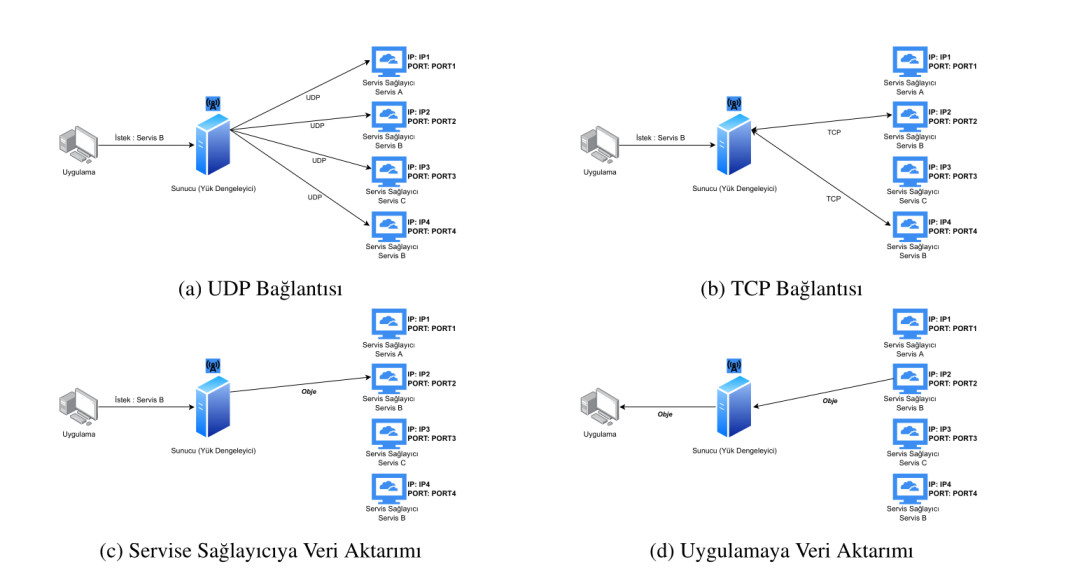 IP: IP1
PORT: PORT1
Servis Sağlayıcı
Servis A
UDP
IP: IP2
PORT: PORT2
Servis Sağlayıcı
Servis B
UDP
İstek : Servis B
Uygulama
IP: IP3
PORT: PORT3
Servis Sağlayıcı
Servis C
UDP
Sunucu (Yük Dengeleyici)
UDP
IP: IP4
PORT: PORT4
Servis Sağlayıcı
Servis B
(a) UDP Bağlantısı
IP: IP1
PORT: PORT1
Servis Sağlayıcı
Servis A
IP: IP2
PORT: PORT2
Servis Sağlayıcı
Servis B
TCP
İstek : Servis B
Uygulama
IP: IP3
PORT: PORT3
Servis Sağlayıcı
Servis C
Sunucu (Yük Dengeleyici)
TCP
IP: IP4
PORT: PORT4
Servis Sağlayıcı
Servis B
(b) TCP Bağlantısı
IP: IP1
PORT: PORT1
Servis Sağlayıcı
Servis A
IP: IP2
PORT: PORT2
Servis Sağlayıcı
Servis B
Obje
İstek : Servis B
Uygulama
IP: IP3
PORT: PORT3
Servis Sağlayıcı
Servis C
Sunucu (Yük Dengeleyici)
IP: IP4
PORT: PORT4
Servis Sağlayıcı
Servis B
(c) Servise Sağlayıcıya Veri Aktarımı
IP: IP1
PORT: PORT1
Servis Sağlayıcı
Servis A
IP: IP2
PORT: PORT2
Servis Sağlayıcı
Servis B
Obje
Obje
Uygulama
IP: IP3
PORT: PORT3
Servis Sağlayıcı
Servis C
Sunucu (Yük Dengeleyici)
IP: IP4
PORT: PORT4
Servis Sağlayıcı
Servis B
(d) Uygulamaya Veri Aktarımı